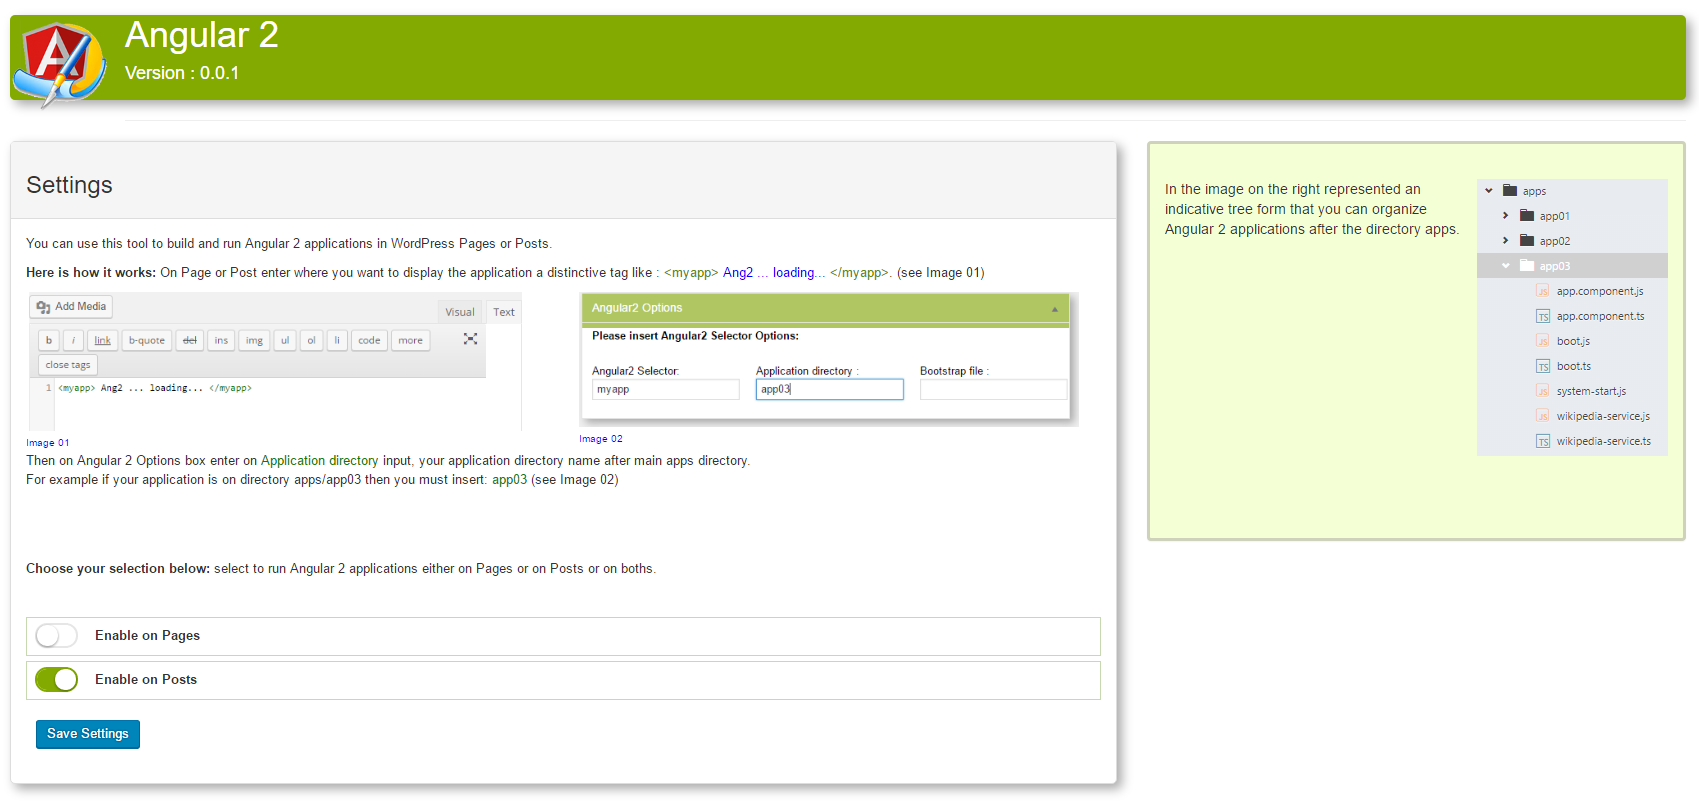 Angular 2
Version : 0.0.1
Settings
You can use this tool to build and run Angular 2 applications in WordPress Pages or Posts.
Here is how it works: On Page or Post enter where you want to display the application a distinctive tag like : <myapp> Ang2 ... loading... </myapp>. (see Image 01)
Add Media
Visual Text
b i link b-quote del ins img ul ol li code more
close tags
1 <myapp> Ang2 ... loading... </myapp>
Image 01
Angular2 Options
Please insert Angular2 Selector Options:
Angular2 Selector: Application directory : Bootstrap file :
myapp app03
Image 02
Then on Angular 2 Options box enter on Application directory input, your application directory name after main apps directory.
For example if your application is on directory apps/app03 then you must insert: app03 (see Image 02)
Choose your selection below: select to run Angular 2 applications either on Pages or on Posts or on boths.
Enable on Pages
Enable on Posts
Save Settings
In the image on the right represented an
indicative tree form that you can organize
Angular 2 applications after the directory apps.
apps
app01
app02
app03
JS app.component.js
TS app.component.ts
JS boot.js
TS boot.ts
JS system-start.js
JS wikipedia-service.js
TS wikipedia-service.ts